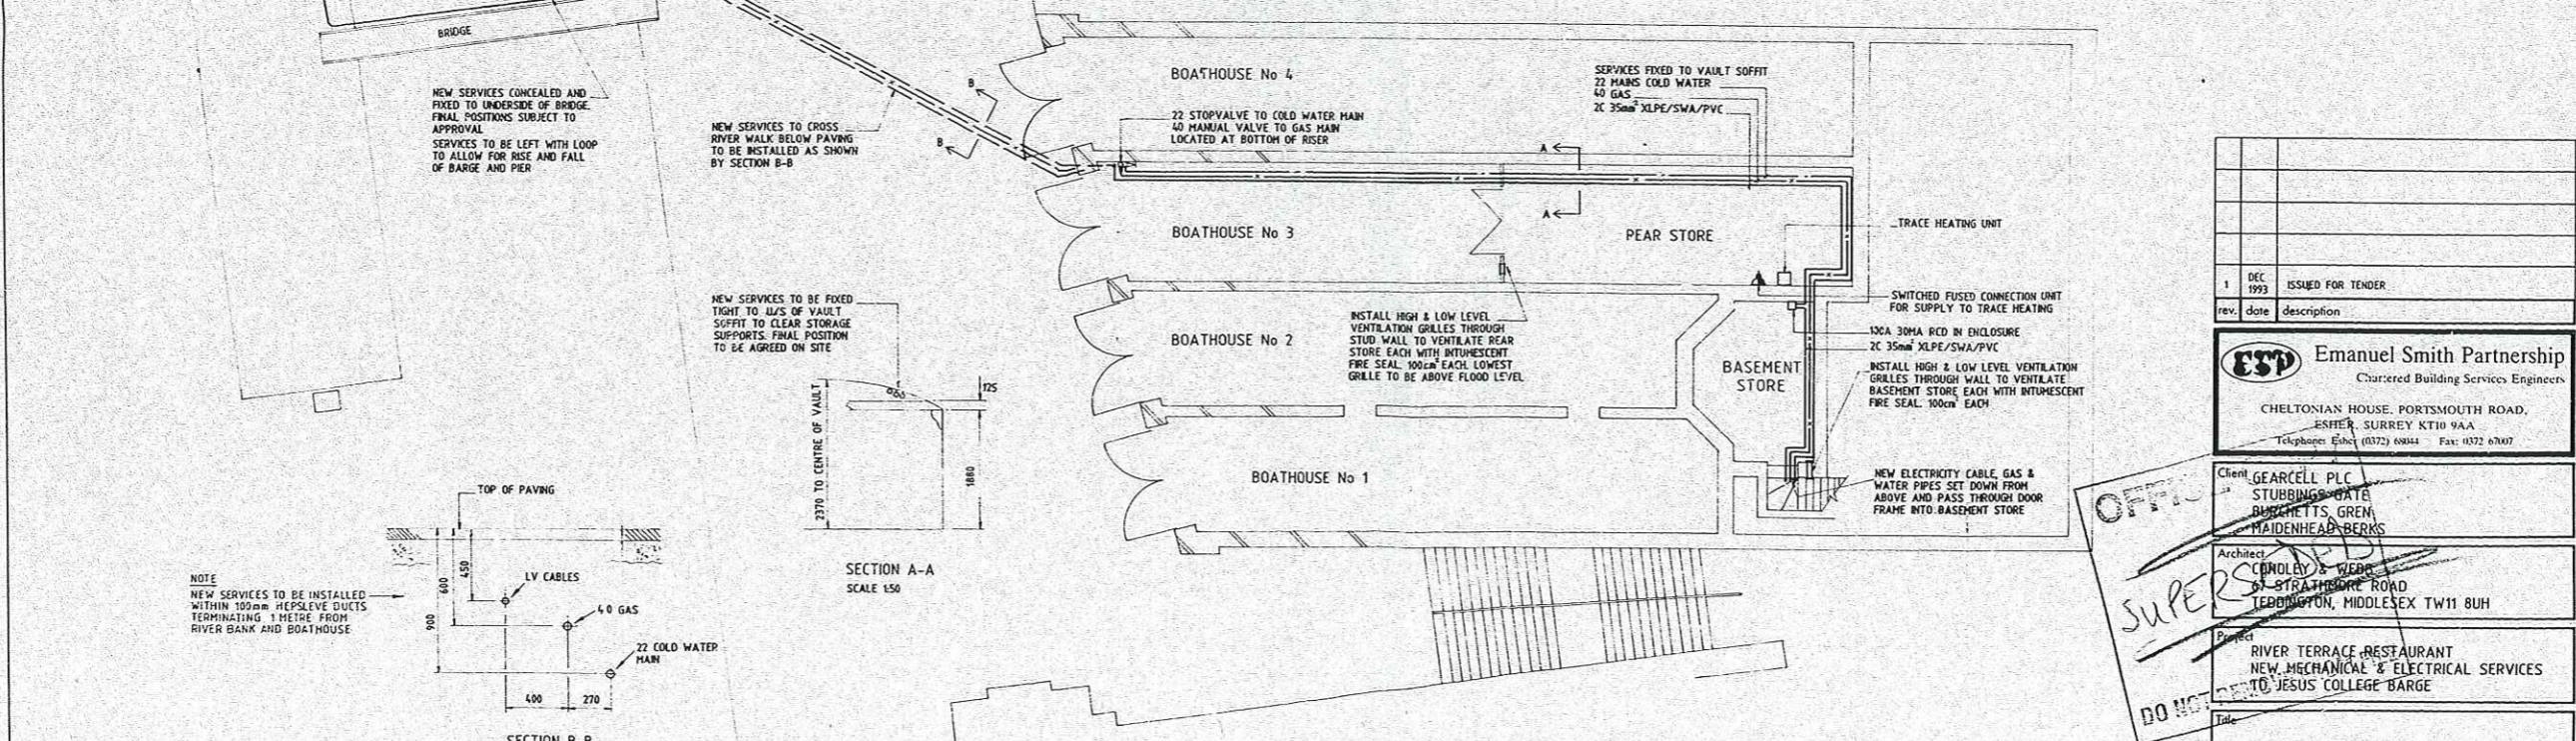 BRIDGE
NEW SERVICES CONCEALED AND
FIXED TO UNDERSIDE OF BRIDGE.
FINAL POSITIONS SUBJECT TO
APPROVAL
SERVICES TO BE LEFT WITH LOOP
TO ALLOW FOR RISE AND FALL
OF BARGE AND PIER
NEW SERVICES TO CROSS
RIVER WALK BELOW PAVING
TO BE INSTALLED AS SHOWN
BY SECTION B-B
B
B
BOATHOUSE No 4
22 STOPVALVE TO COLD WATER MAIN
40 MANUAL VALVE TO GAS MAIN
LOCATED AT BOTTOM OF RISER
SERVICES FIXED TO VAULT SOFFIT
22 MAINS COLD WATER
40 GAS
2C 35mm² XLPE/SWA/PVC
A
A
BOATHOUSE No 3
PEAR STORE
TRACE HEATING UNIT
SWITCHED FUSED CONNECTION UNIT
FOR SUPPLY TO TRACE HEATING
30MA RCD IN ENCLOSURE
2C 35mm² XLPE/SWA/PVC
INSTALL HIGH & LOW LEVEL VENTILATION
GRILLES THROUGH WALL TO VENTILATE
BASEMENT STORE EACH WITH INTUMESCENT
FIRE SEAL. 100cm² EACH
NEW ELECTRICITY CABLE, GAS &
WATER PIPES SET DOWN FROM
ABOVE AND PASS THROUGH DOOR
FRAME INTO BASEMENT STORE
BOATHOUSE No 2
INSTALL HIGH & LOW LEVEL
VENTILATION GRILLES THROUGH
STUD WALL TO VENTILATE REAR
STORE EACH WITH INTUMESCENT
FIRE SEAL. 100cm² EACH. LOWEST
GRILLE TO BE ABOVE FLOOD LEVEL
BASEMENT
STORE
BOATHOUSE No 1
NEW SERVICES TO BE FIXED
TIGHT TO U/S OF VAULT
SOFFIT TO CLEAR STORAGE
SUPPORTS. FINAL POSITION
TO BE AGREED ON SITE
125
2370 TO CENTRE OF VAULT
1880
SECTION A-A
SCALE 1:50
TOP OF PAVING
450
600
900
LV CABLES
40 GAS
22 COLD WATER
MAIN
400
270
SECTION B-B
NOTE
NEW SERVICES TO BE INSTALLED
WITHIN 100mm HEPSLEVE DUCTS
TERMINATING 1 METRE FROM
RIVER BANK AND BOATHOUSE
1 DEC 1993 ISSUED FOR TENDER
rev. date description
ESP
Emanuel Smith Partnership
Chartered Building Services Engineers
CHELTONIAN HOUSE, PORTSMOUTH ROAD,
ESHER, SURREY KT10 9AA
Telephone: Esher (0372) 68044 Fax: 0372 67007
Client
GEARCELL PLC
STUBBINGS GATE
BURCHETTS GREN
MAIDENHEAD BERKS
Architect
CONOLEY & WEBB
67 STRATHMORE ROAD
TEDDINGTON, MIDDLESEX TW11 8UH
Project
RIVER TERRACE RESTAURANT
NEW MECHANICAL & ELECTRICAL SERVICES
TO JESUS COLLEGE BARGE
Title
SUPERSEDED
DO NOT